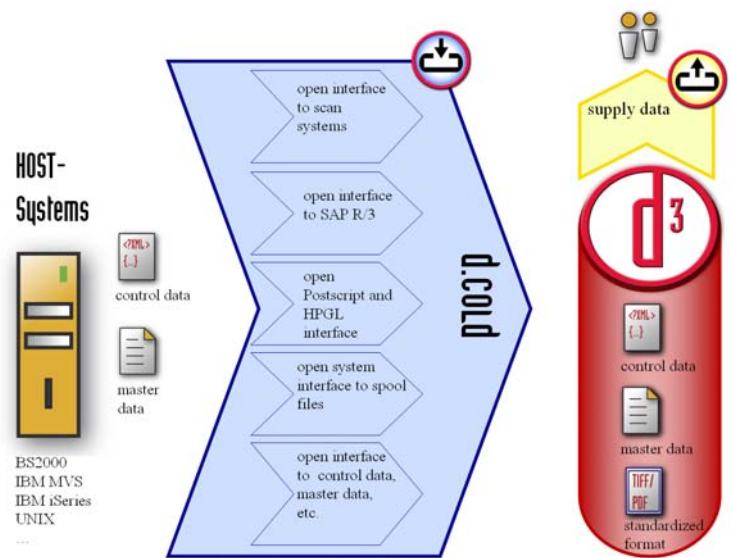 HOST-
Systems
<?XML>
{...}
control data
master
data
BS2000
IBM MVS
IBM iSeries
UNIX
...
open interface
to scan
systems
open interface
to SAP R/3
open
Postscript and
HPGL
interface
open system
interface to spool
files
open interface
to control data,
master data,
etc.
d.COLD
supply data
d3
<?XML>
{...}
control data
master data
TIFF/
PDF
standardized
format